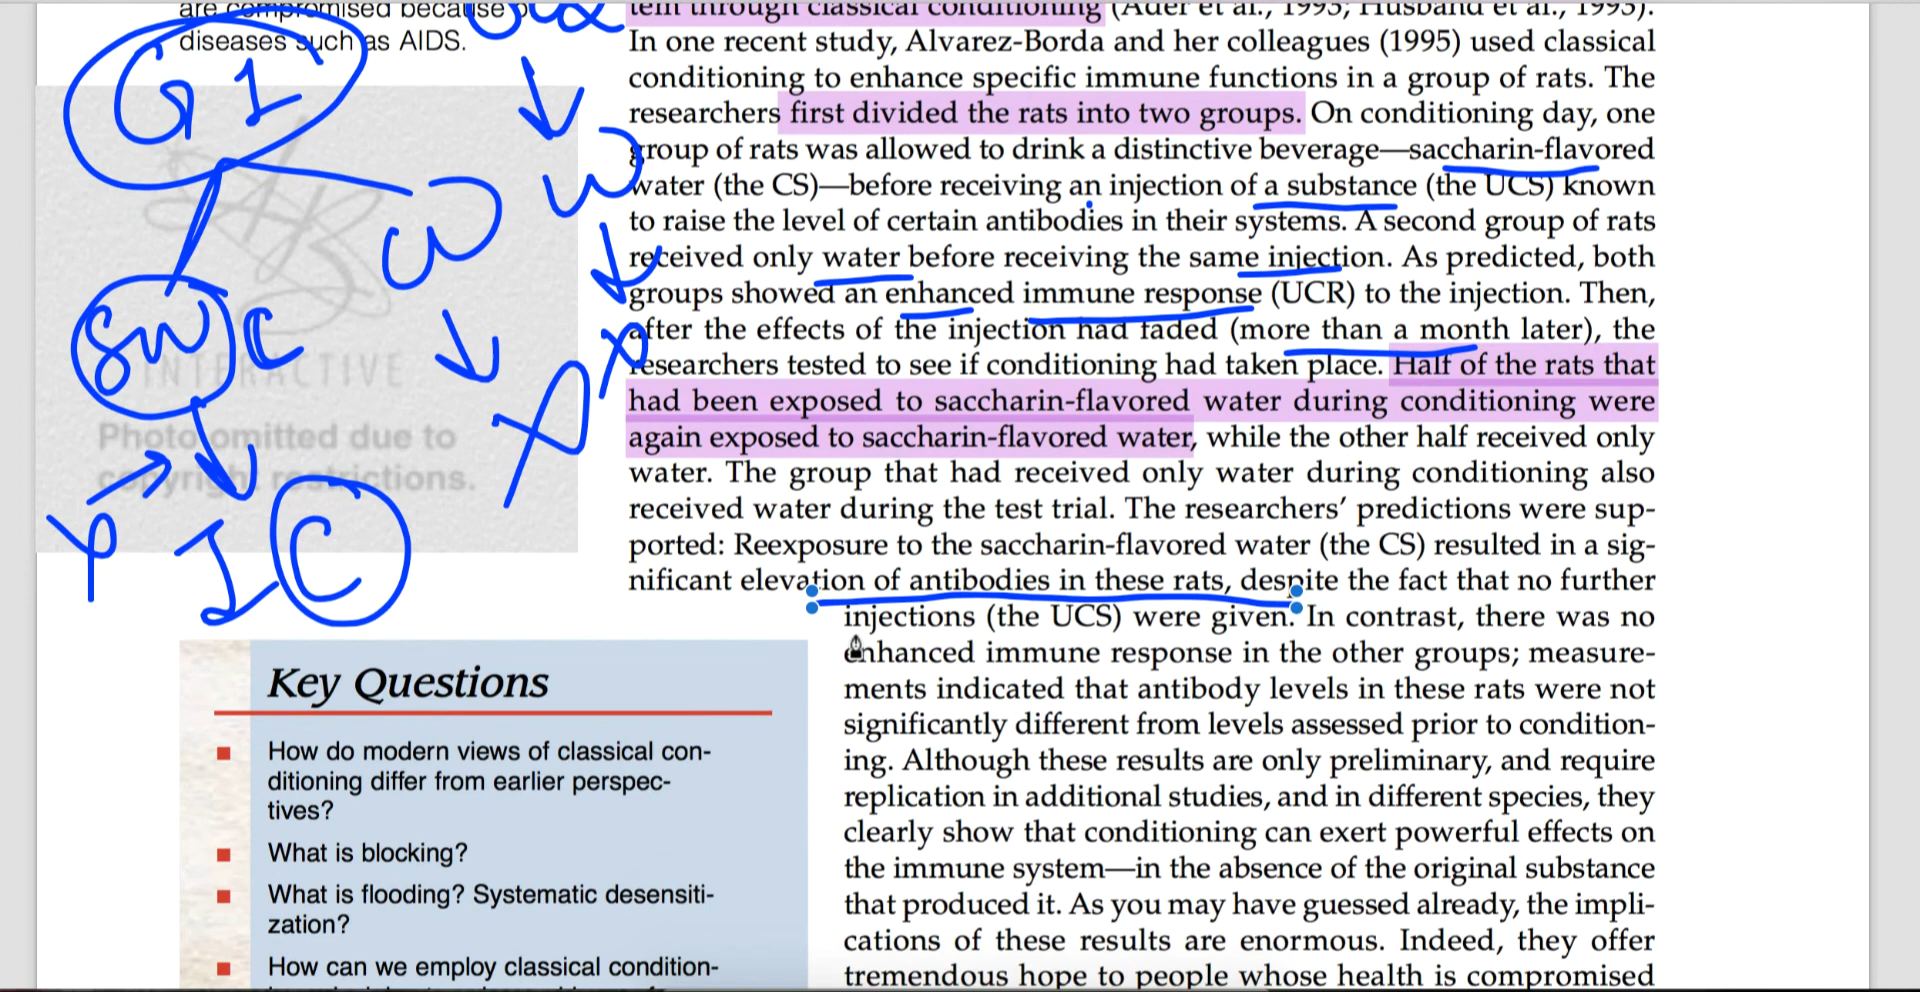 are compromised because
diseases such as AIDS.
tem through classical conditioning (Ader et al., 1993; Husband et al., 1993).
In one recent study, Alvarez-Borda and her colleagues (1995) used classical
conditioning to enhance specific immune functions in a group of rats. The
researchers first divided the rats into two groups. On conditioning day, one
group of rats was allowed to drink a distinctive beverage—saccharin-flavored
water (the CS)—before receiving an injection of a substance (the UCS) known
to raise the level of certain antibodies in their systems. A second group of rats
received only water before receiving the same injection. As predicted, both
groups showed an enhanced immune response (UCR) to the injection. Then,
after the effects of the injection had faded (more than a month later), the
researchers tested to see if conditioning had taken place. Half of the rats that
had been exposed to saccharin-flavored water during conditioning were
again exposed to saccharin-flavored water, while the other half received only
water. The group that had received only water during conditioning also
received water during the test trial. The researchers’ predictions were sup-
ported: Reexposure to the saccharin-flavored water (the CS) resulted in a sig-
nificant elevation of antibodies in these rats, despite the fact that no further
injections (the UCS) were given. In contrast, there was no
enhanced immune response in the other groups; measure-
ments indicated that antibody levels in these rats were not
significantly different from levels assessed prior to condition-
ing. Although these results are only preliminary, and require
replication in additional studies, and in different species, they
clearly show that conditioning can exert powerful effects on
the immune system—in the absence of the original substance
that produced it. As you may have guessed already, the impli-
cations of these results are enormous. Indeed, they offer
tremendous hope to people whose health is compromised
G1
W
W
SW C
INTERACTIVE
Photo omitted due to
copyright restrictions.
I C
Key Questions
How do modern views of classical con-
ditioning differ from earlier perspec-
tives?
What is blocking?
What is flooding? Systematic desensiti-
zation?
How can we employ classical condition-